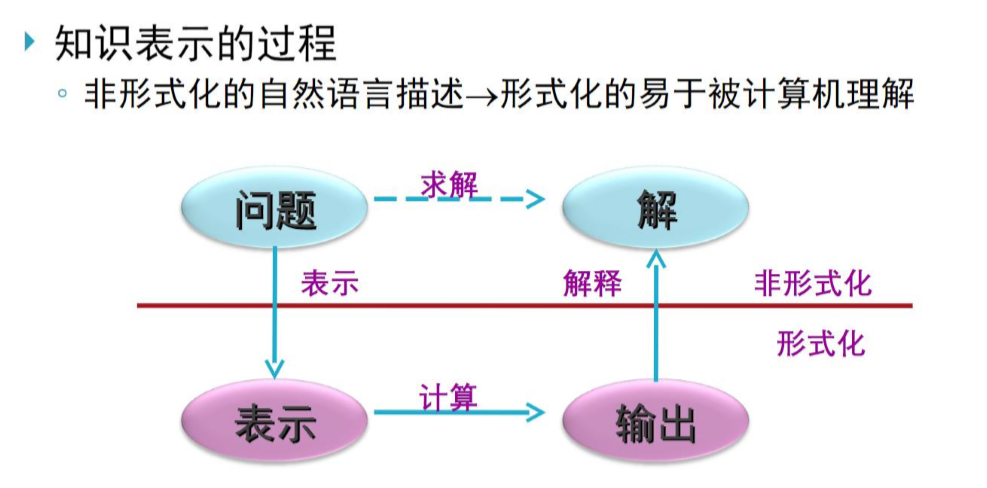 知识表示的过程
非形式化的自然语言描述→形式化的易于被计算机理解
问题
求解
解
表示
解释
非形式化
形式化
表示
计算
输出